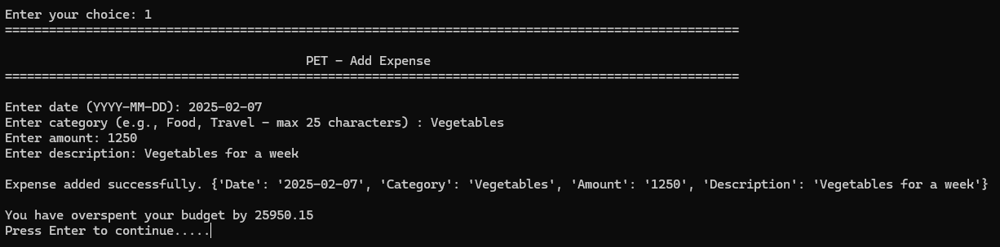 Enter your choice: 1
====================================================================================================
PET - Add Expense
====================================================================================================
Enter date (YYYY-MM-DD): 2025-02-07
Enter category (e.g., Food, Travel - max 25 characters) : Vegetables
Enter amount: 1250
Enter description: Vegetables for a week
Expense added successfully. {'Date': '2025-02-07', 'Category': 'Vegetables', 'Amount': '1250', 'Description': 'Vegetables for a week'}
You have overspent your budget by 25950.15
Press Enter to continue.....